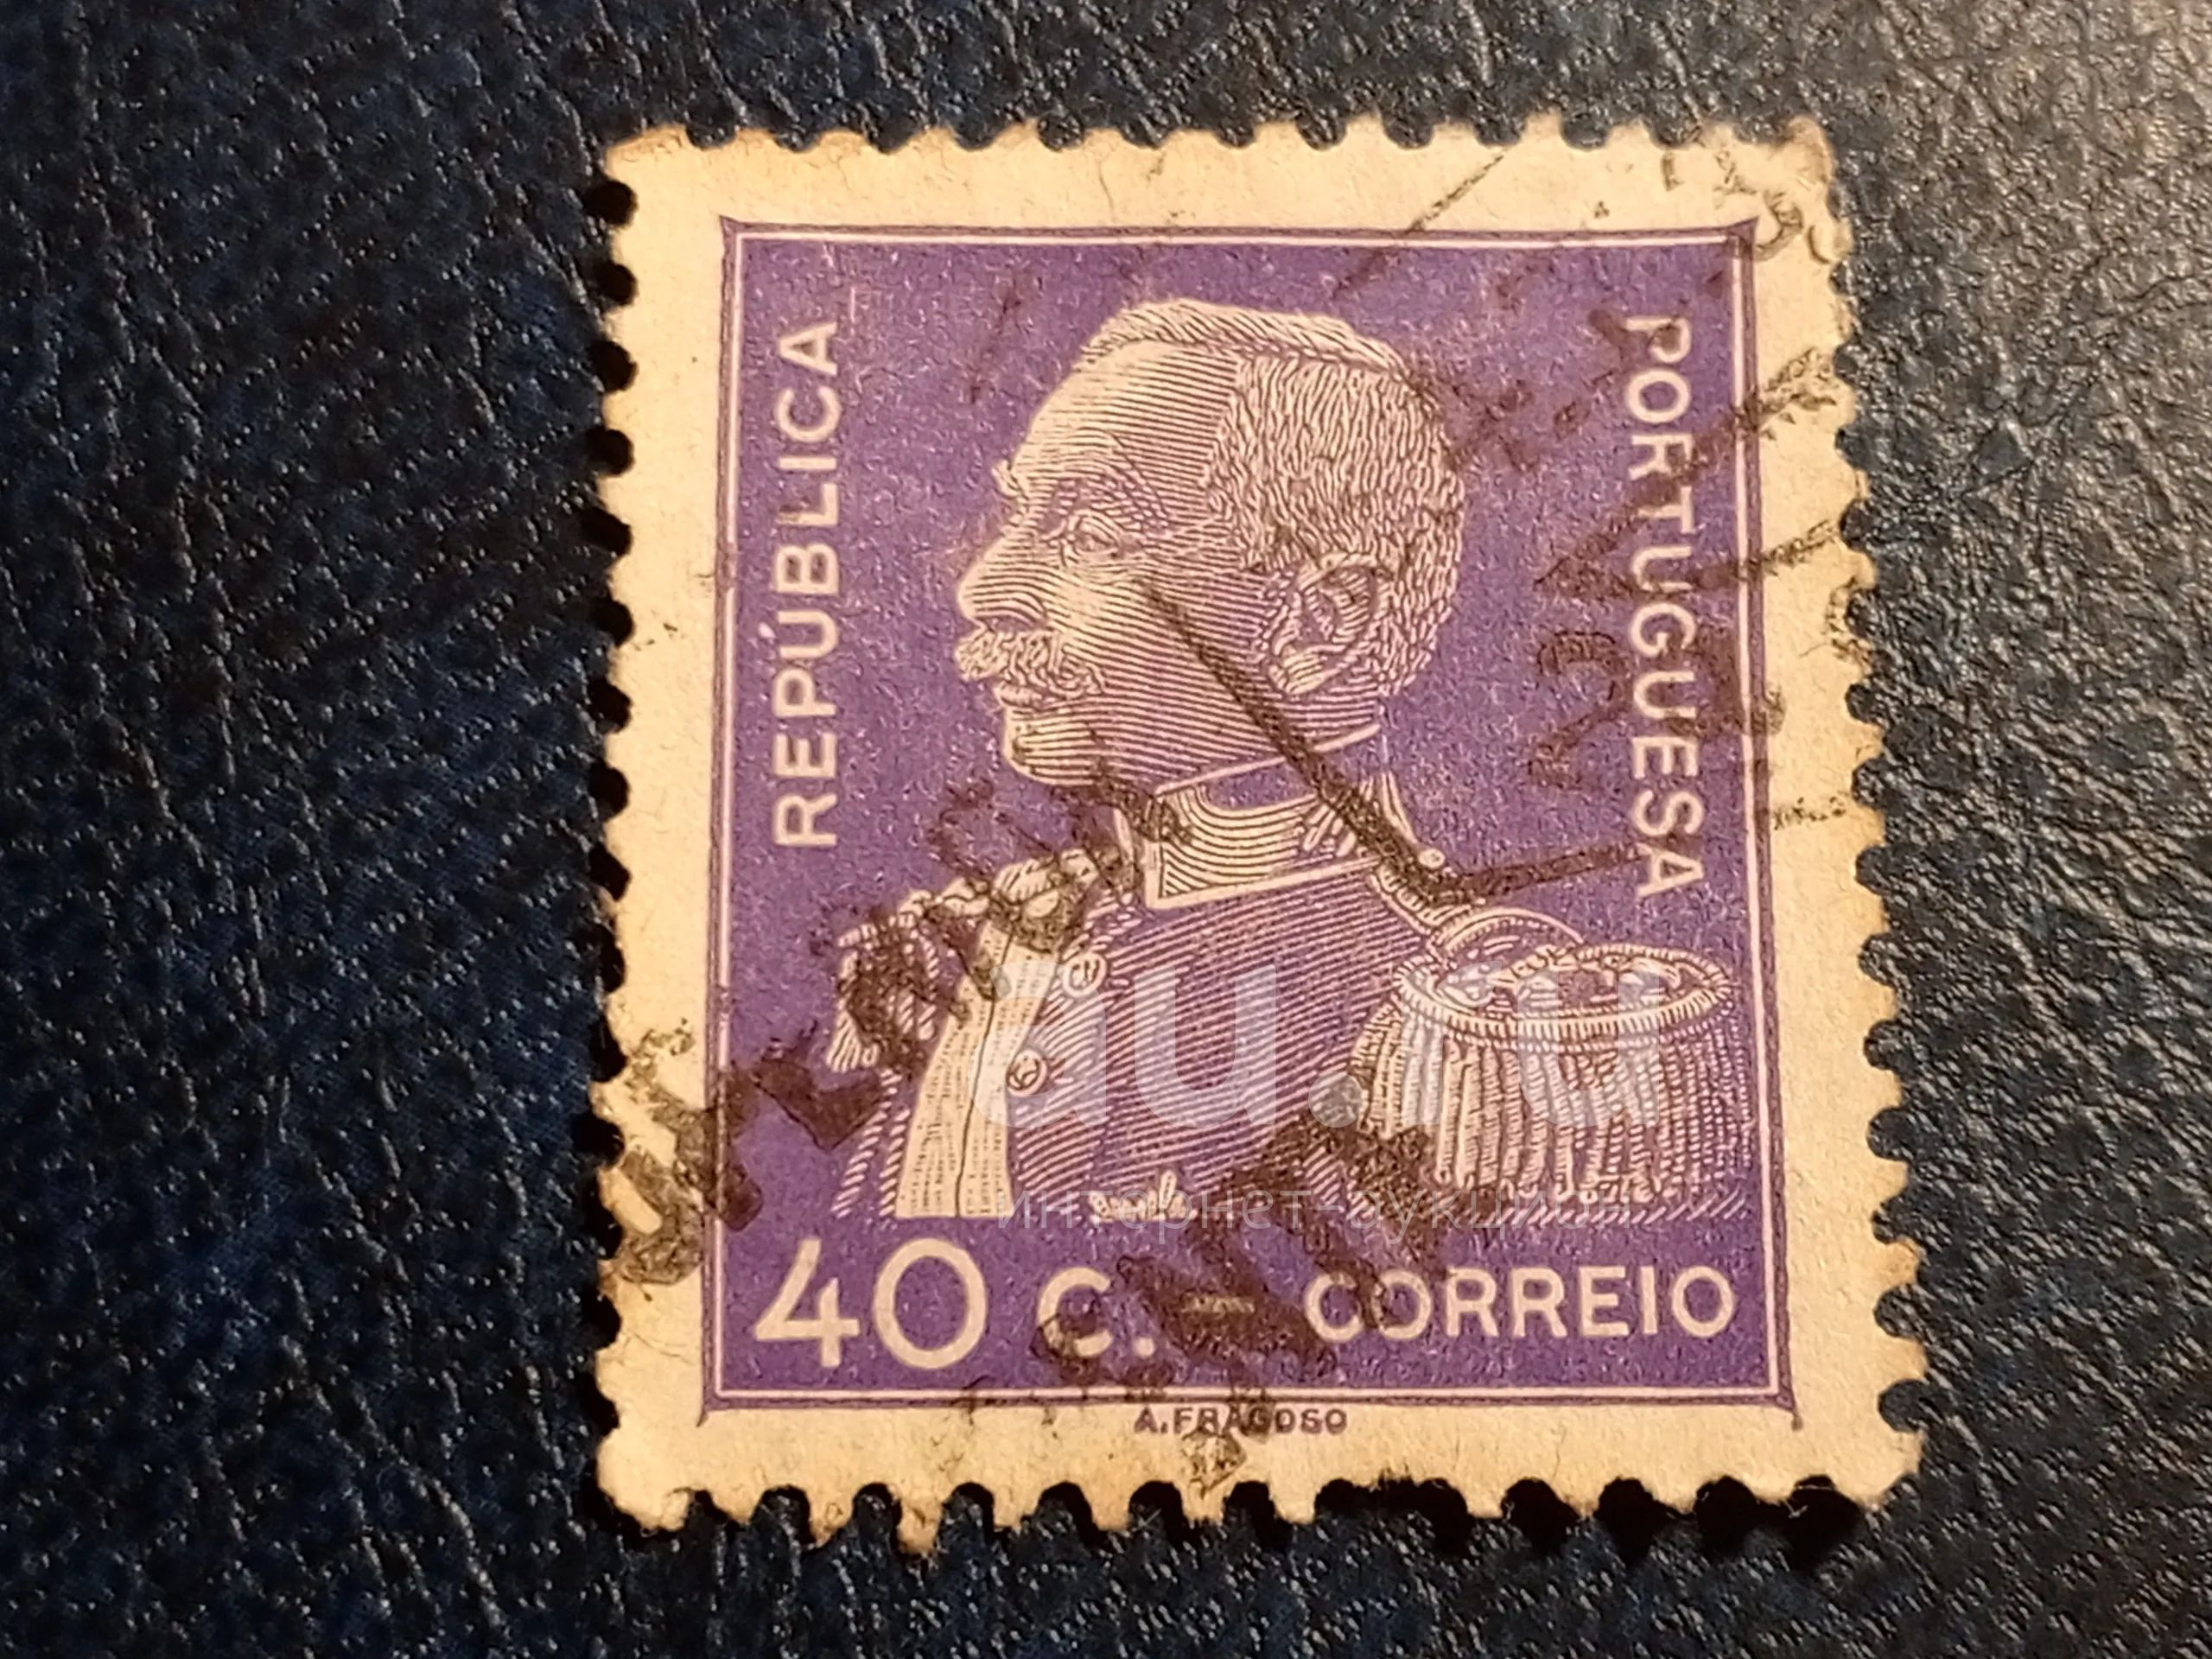 REPÚBLICA
PORTUGUESA
40 C. – CORREIO
A. FRAGOSO
au.ru
интернет-аукцион